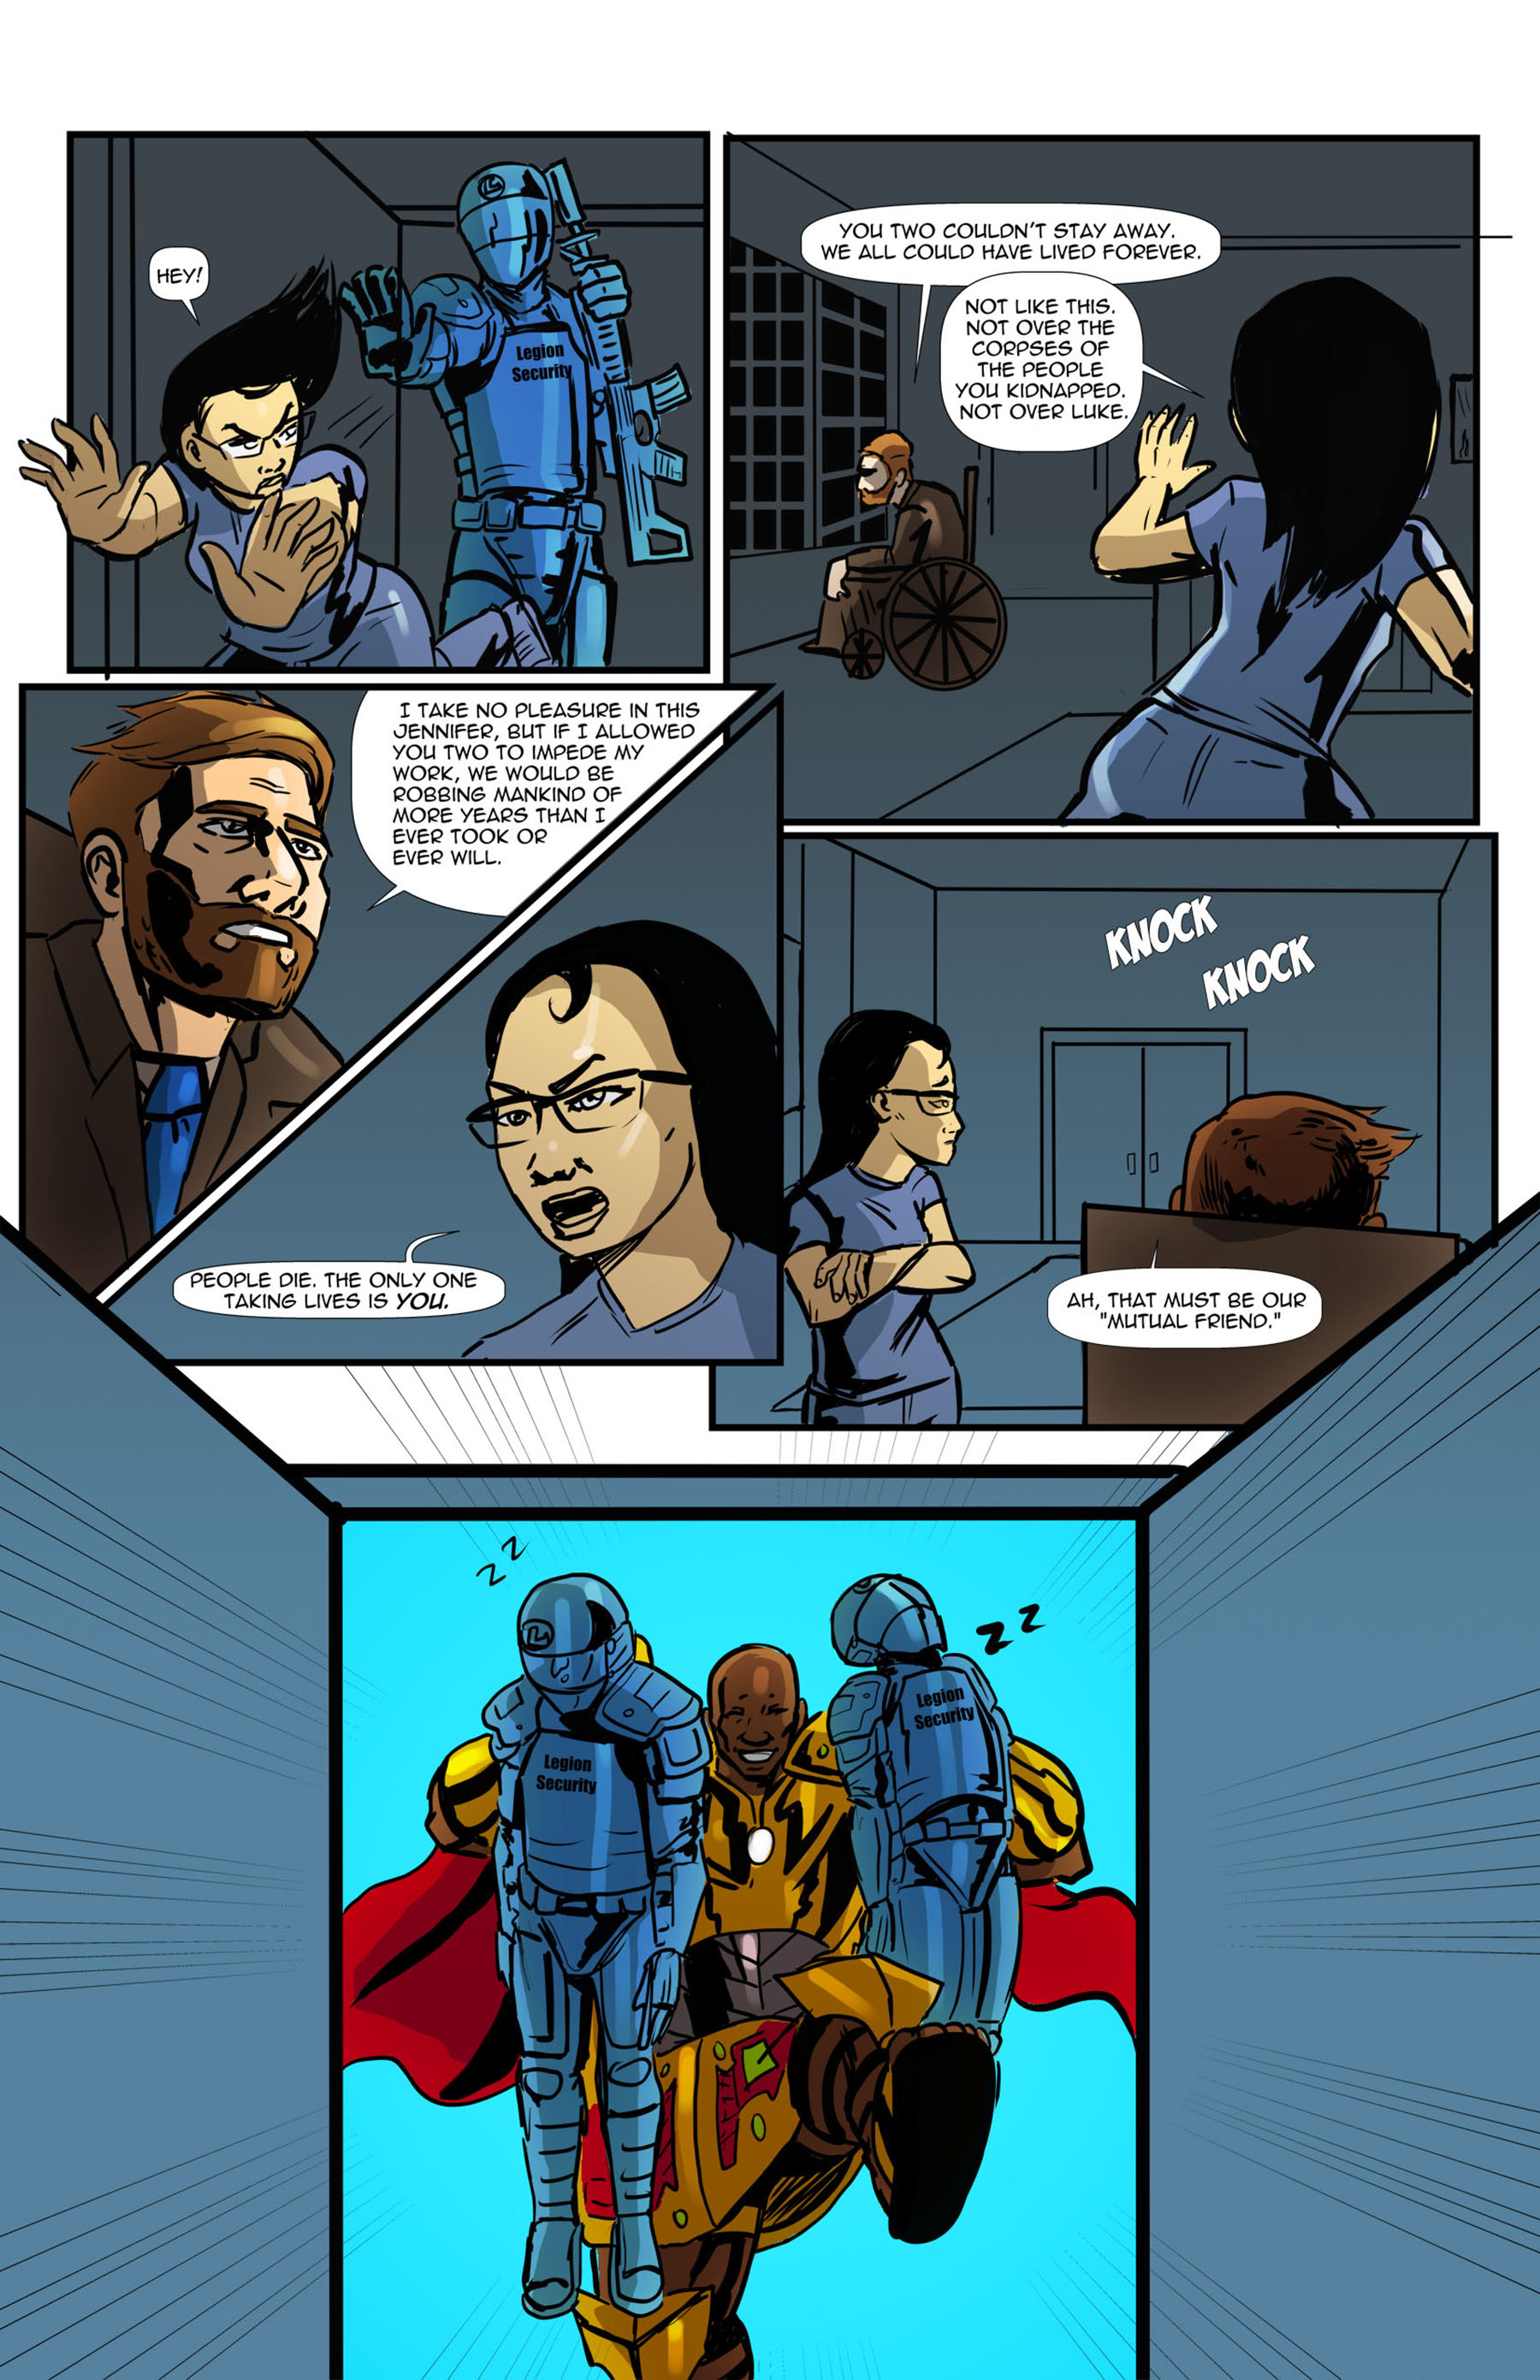 HEY!
Legion
Security
YOU TWO COULDN'T STAY AWAY.
WE ALL COULD HAVE LIVED FOREVER.
NOT LIKE THIS.
NOT OVER THE
CORPSES OF
THE PEOPLE
YOU KIDNAPPED.
NOT OVER LUKE.
I TAKE NO PLEASURE IN THIS
JENNIFER, BUT IF I ALLOWED
YOU TWO TO IMPEDE MY
WORK, WE WOULD BE
ROBBING MANKIND OF
MORE YEARS THAN I
EVER TOOK OR
EVER WILL.
PEOPLE DIE. THE ONLY ONE
TAKING LIVES IS YOU.
KNOCK
KNOCK
AH, THAT MUST BE OUR
"MUTUAL FRIEND."
Z Z
Z Z
Legion
Security
Legion
Security